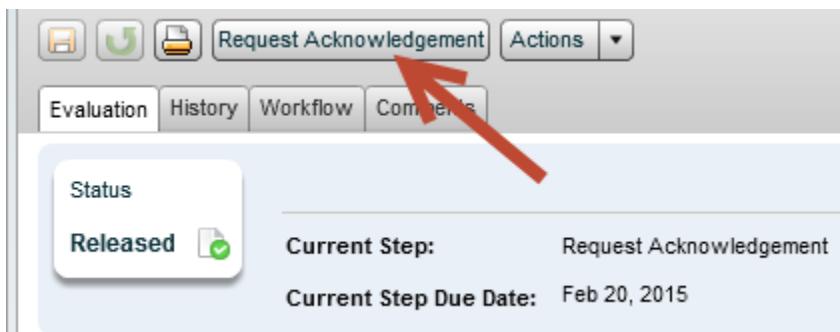 Request Acknowledgement Actions
Evaluation History Workflow Comments
Status
Released
Current Step: Request Acknowledgement
Current Step Due Date: Feb 20, 2015